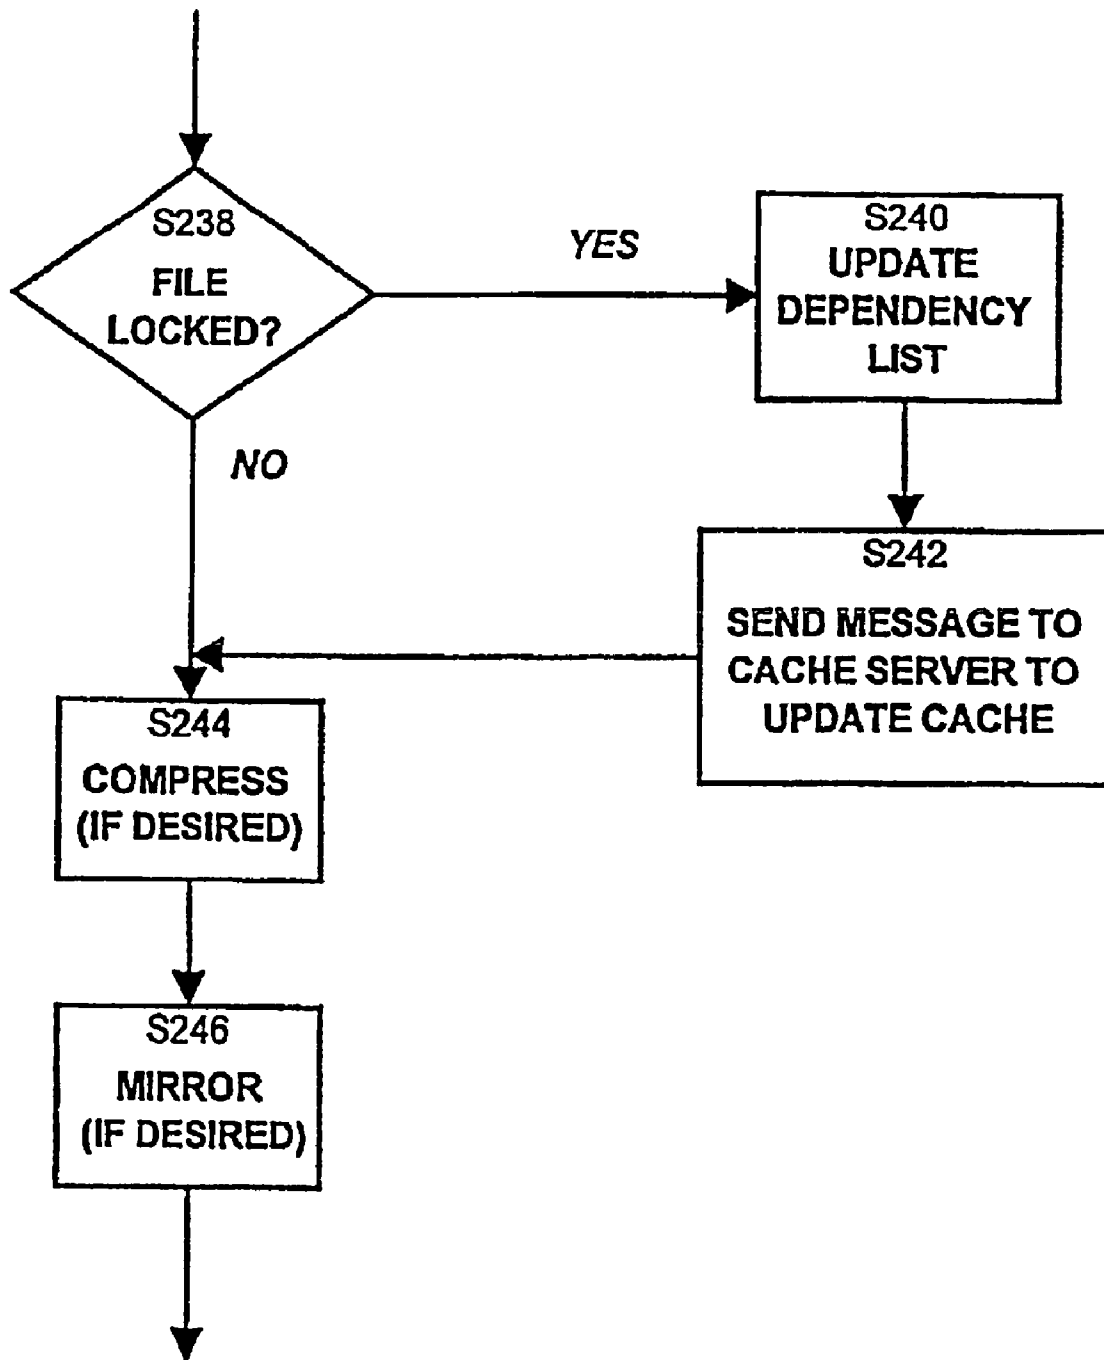 S238
FILE
LOCKED?
YES
S240
UPDATE
DEPENDENCY
LIST
NO
S242
SEND MESSAGE TO
CACHE SERVER TO
UPDATE CACHE
S244
COMPRESS
(IF DESIRED)
S246
MIRROR
(IF DESIRED)